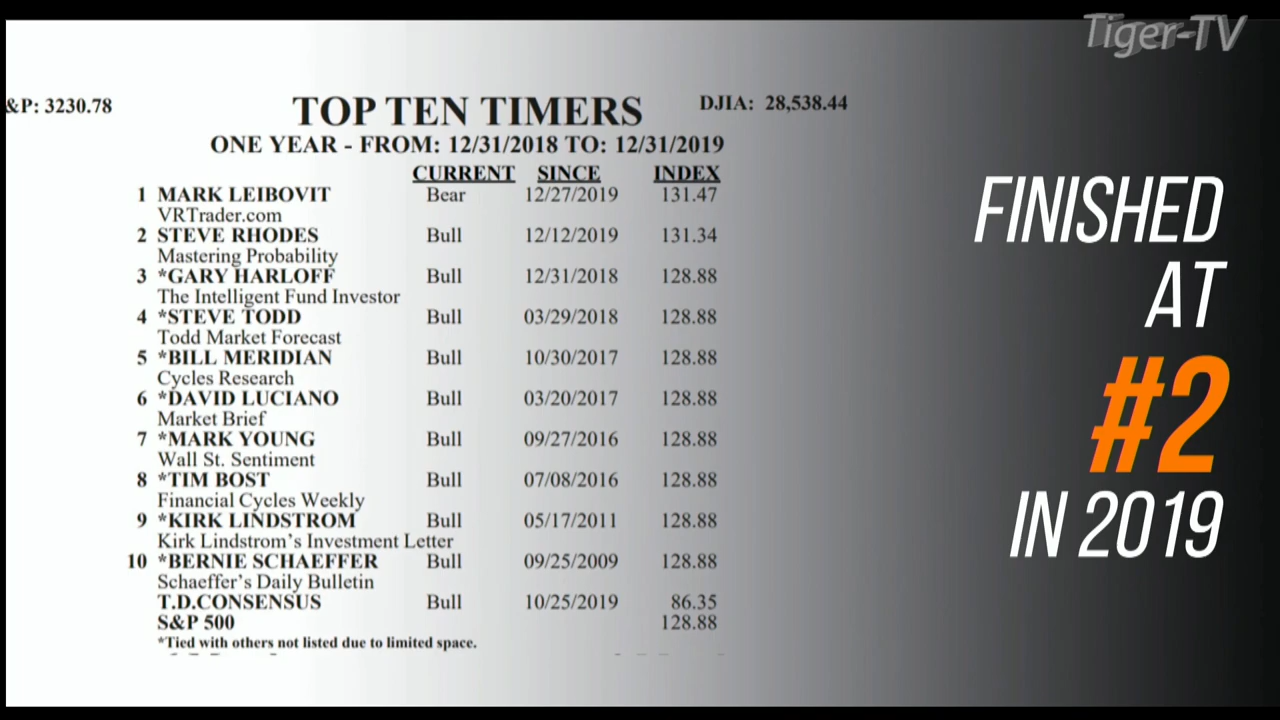 Tiger-TV
&P: 3230.78 TOP TEN TIMERS DJIA: 28,538.44
ONE YEAR - FROM: 12/31/2018 TO: 12/31/2019
CURRENT SINCE INDEX
1 MARK LEIBOVIT Bear 12/27/2019 131.47
VRTrader.com
2 STEVE RHODES Bull 12/12/2019 131.34
Mastering Probability
3 *GARY HARLOFF Bull 12/31/2018 128.88
The Intelligent Fund Investor
4 *STEVE TODD Bull 03/29/2018 128.88
Todd Market Forecast
5 *BILL MERIDIAN Bull 10/30/2017 128.88
Cycles Research
6 *DAVID LUCIANO Bull 03/20/2017 128.88
Market Brief
7 *MARK YOUNG Bull 09/27/2016 128.88
Wall St. Sentiment
8 *TIM BOST Bull 07/08/2016 128.88
Financial Cycles Weekly
9 *KIRK LINDSTROM Bull 05/17/2011 128.88
Kirk Lindstrom's Investment Letter
10 *BERNIE SCHAEFFER Bull 09/25/2009 128.88
Schaeffer's Daily Bulletin
T.D.CONSENSUS Bull 10/25/2019 86.35
S&P 500 128.88
*Tied with others not listed due to limited space.
FINISHED
AT
#2
IN 2019